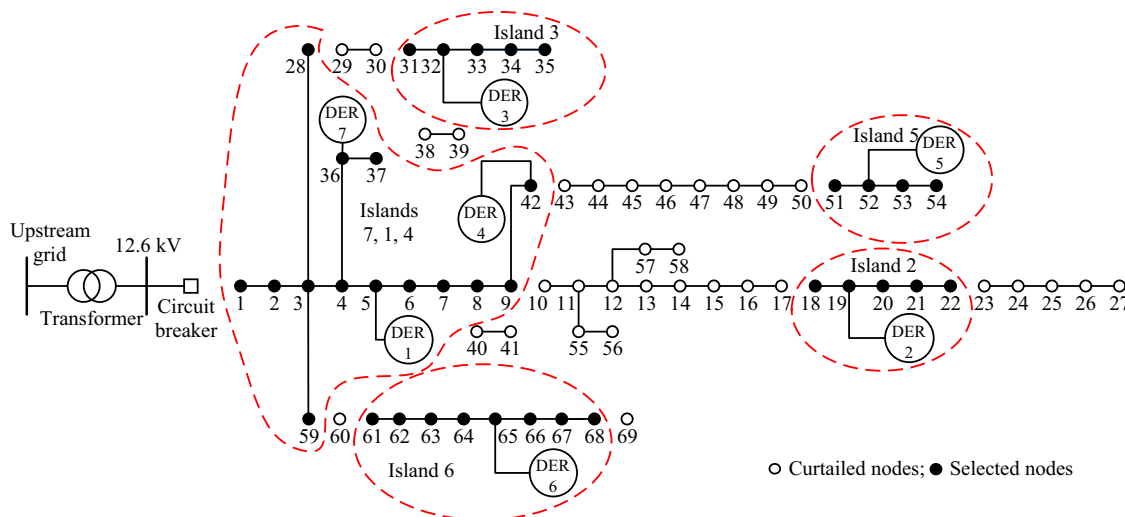 Island 3
28
29 30
31 32 33 34 35
DER
3
DER
7
38 39
36 37
Island 5
DER
5
42 43 44 45 46 47 48 49 50
51 52 53 54
DER
4
Islands
7, 1, 4
Upstream
grid
12.6 kV
Transformer
Circuit
breaker
57 58
Island 2
1 2 3 4 5 6 7 8 9 10 11 12 13 14 15 16 17 18 19 20 21 22 23 24 25 26 27
DER
1
40 41
55 56
DER
2
59 60 61 62 63 64 65 66 67 68 69
Island 6
DER
6
Curtailed nodes; Selected nodes